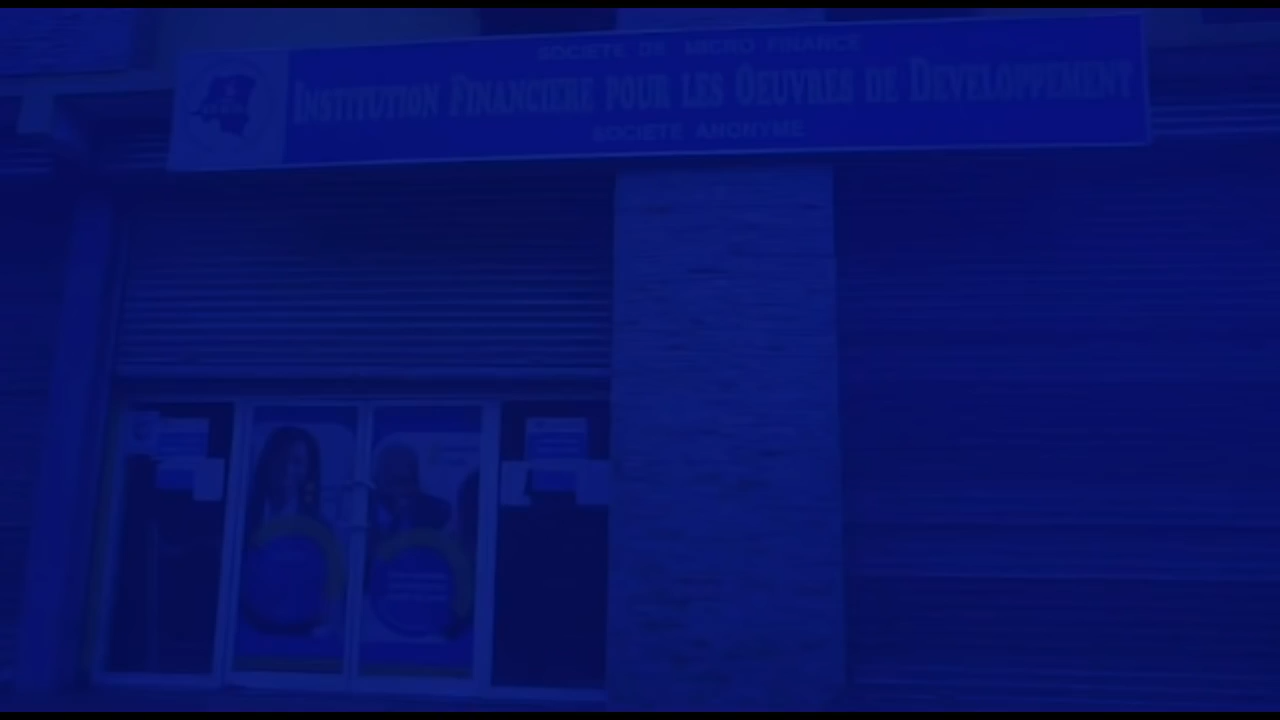 SOCIETE DE MICRO FINANCE
INSTITUTION FINANCIERE POUR LES OEUVRES DE DEVELOPPEMENT
SOCIETE ANONYME